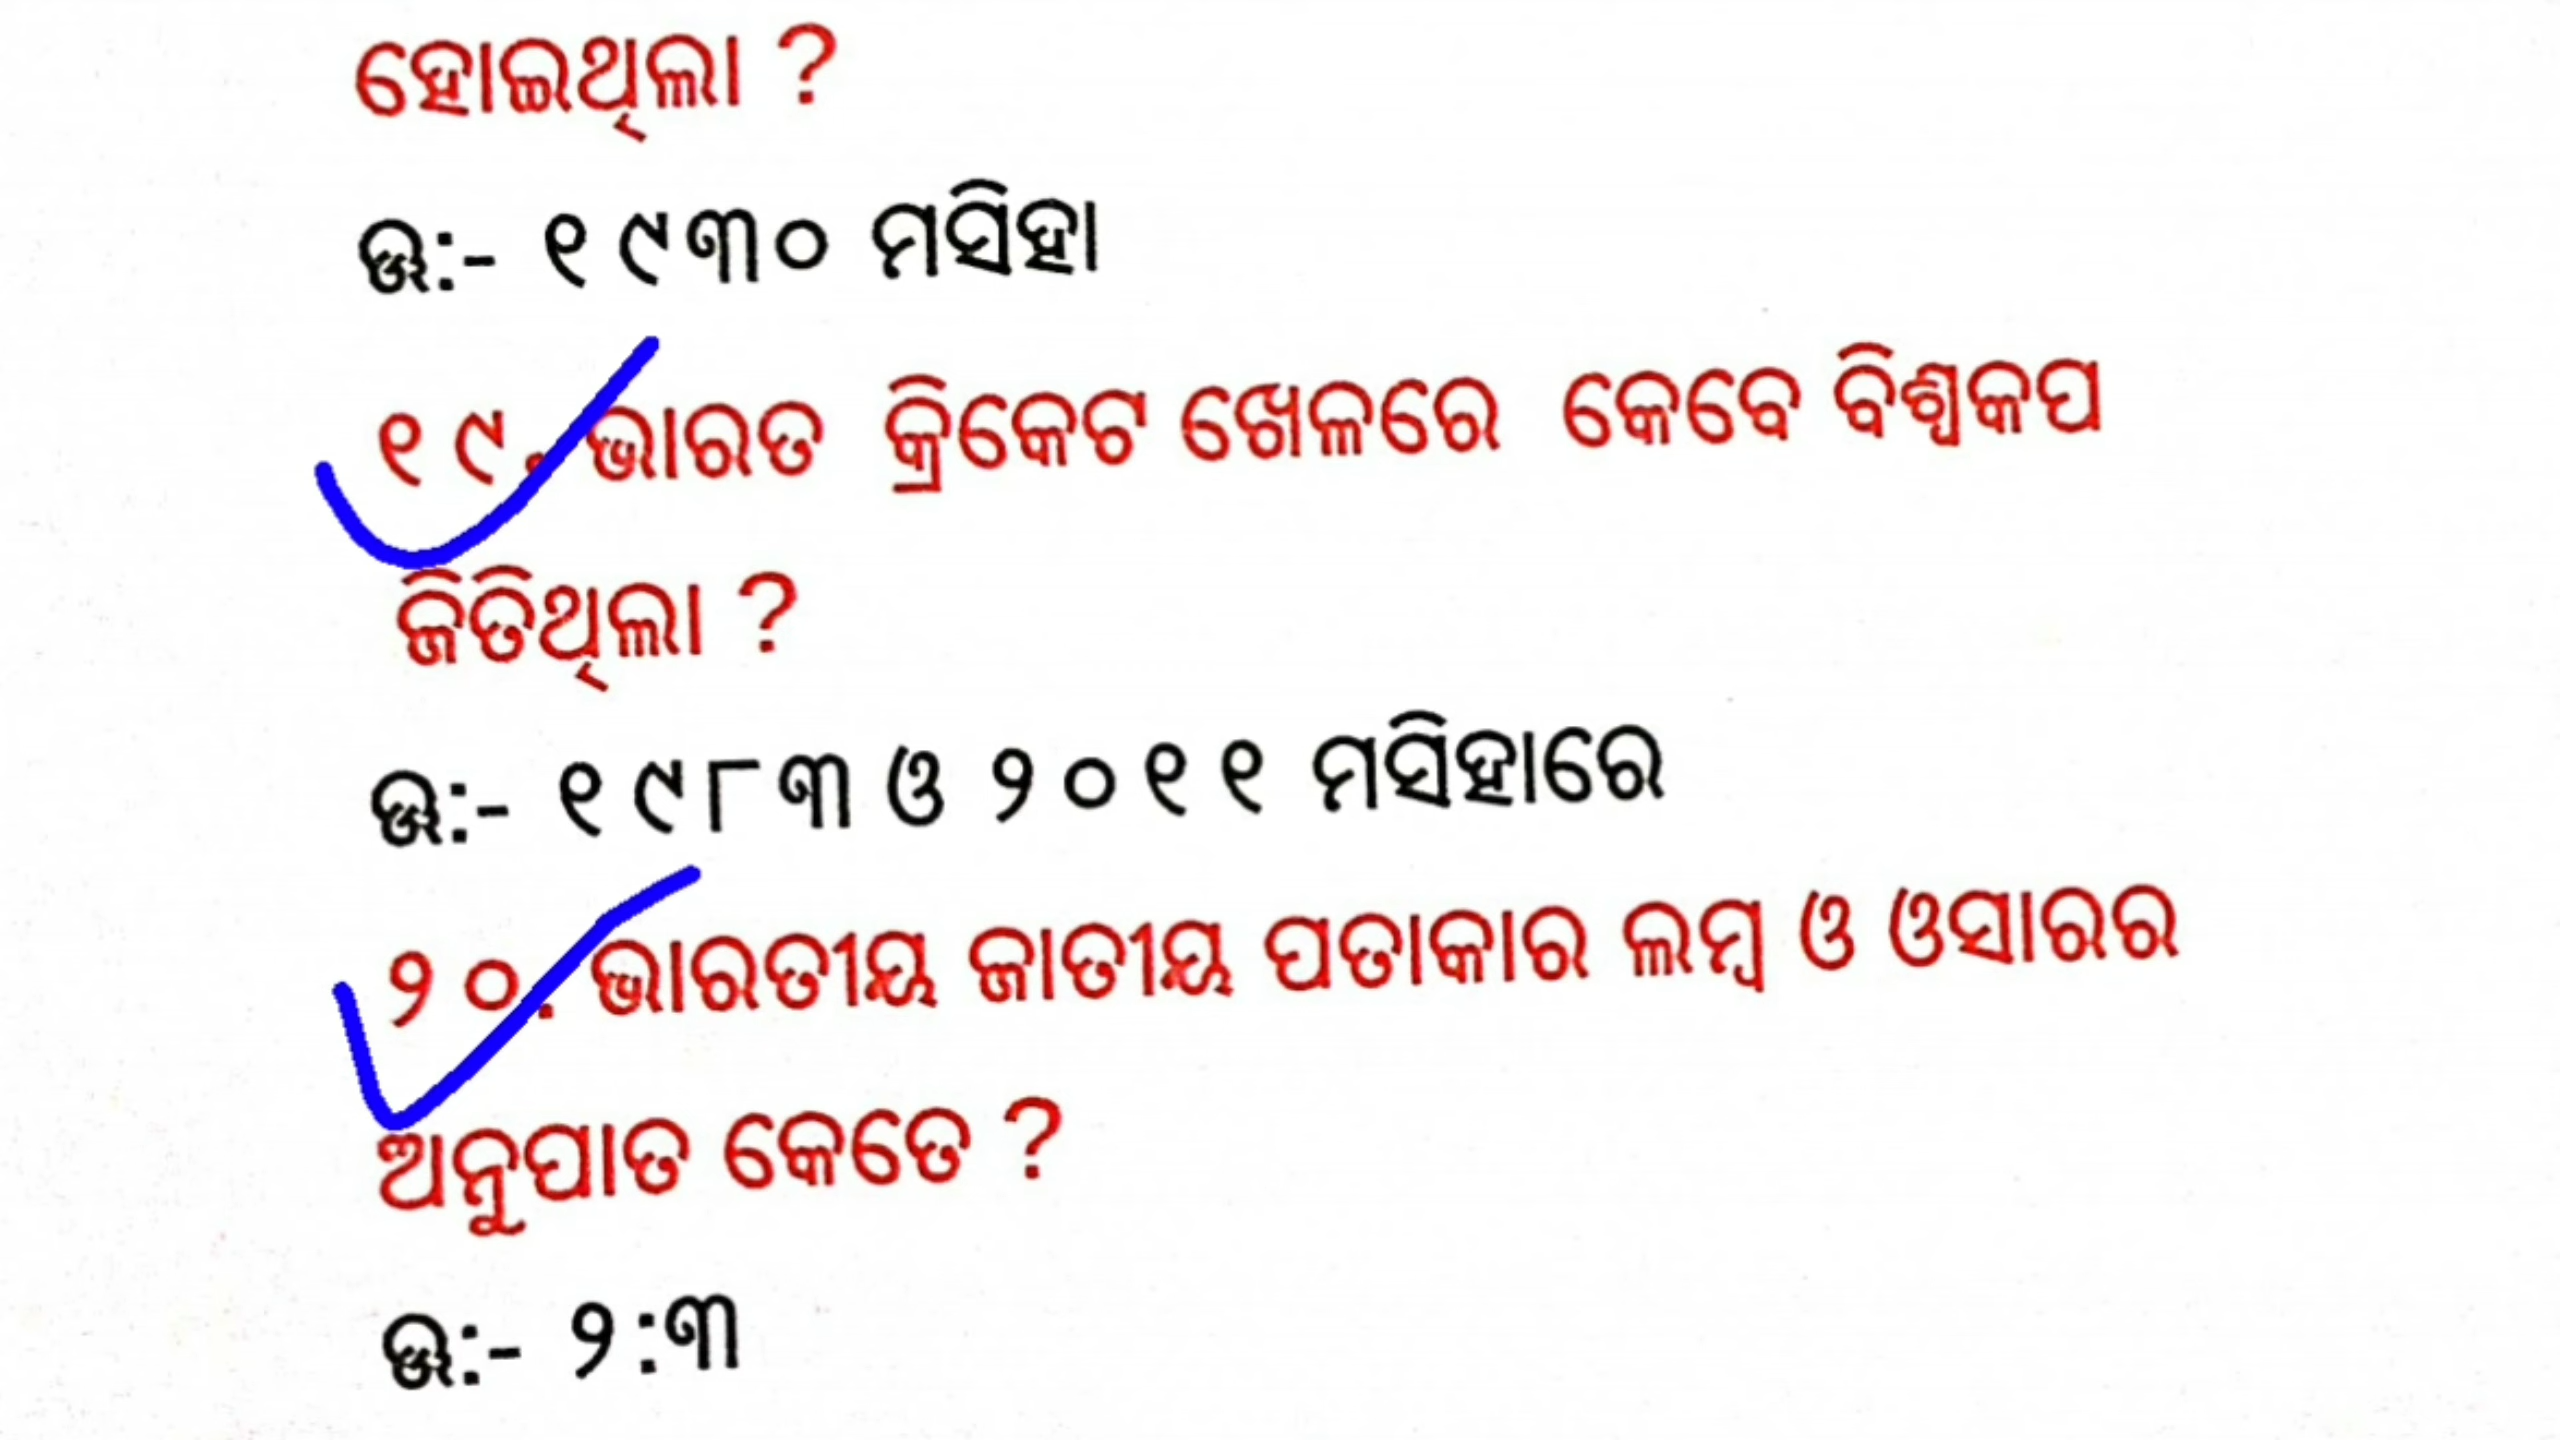 ହୋଇଥିଲା ?
ଉ:- ୧୯୩୦ ମସିହା
୧୯. ଭାରତ କ୍ରିକେଟ ଖେଳରେ କେବେ ବିଶ୍ୱକପ
ଜିତିଥିଲା ?
ଉ:- ୧୯୮୩ ଓ ୨୦୧୧ ମସିହାରେ
୨୦. ଭାରତୀୟ ଜାତୀୟ ପତାକାର ଲମ୍ବ ଓ ଓସାରର
ଅନୁପାତ କେତେ ?
ଉ:- ୨:୩